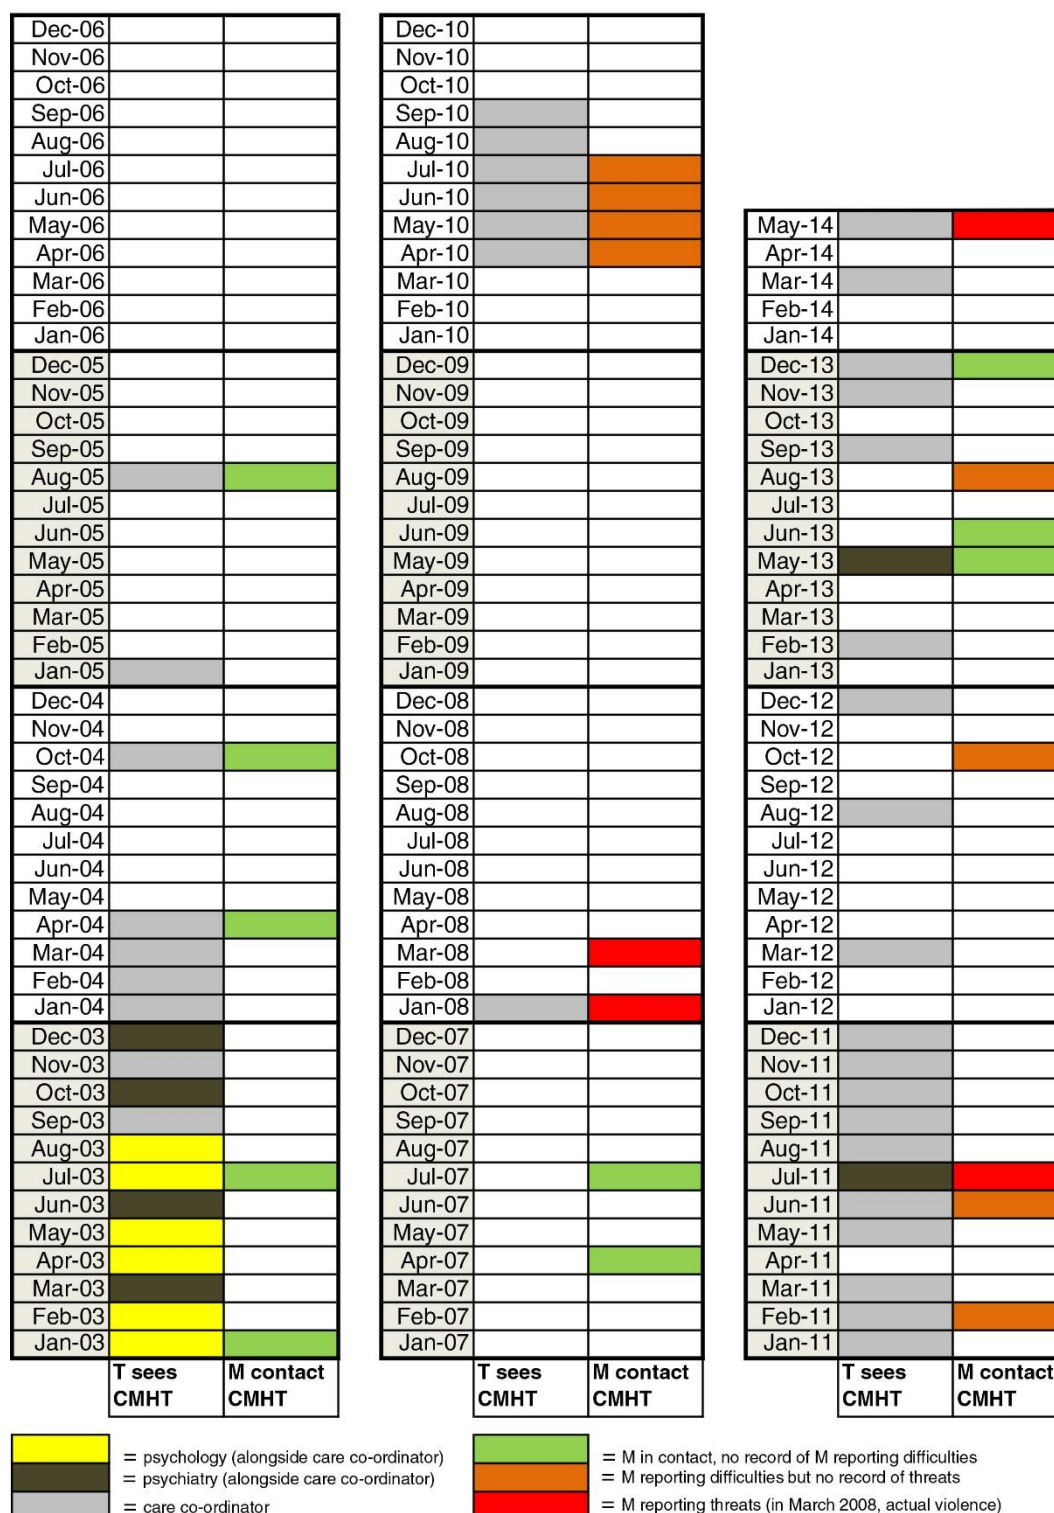 Dec-06
Nov-06
Oct-06
Sep-06
Aug-06
Jul-06
Jun-06
May-06
Apr-06
Mar-06
Feb-06
Jan-06
Dec-05
Nov-05
Oct-05
Sep-05
Aug-05
Jul-05
Jun-05
May-05
Apr-05
Mar-05
Feb-05
Jan-05
Dec-04
Nov-04
Oct-04
Sep-04
Aug-04
Jul-04
Jun-04
May-04
Apr-04
Mar-04
Feb-04
Jan-04
Dec-03
Nov-03
Oct-03
Sep-03
Aug-03
Jul-03
Jun-03
May-03
Apr-03
Mar-03
Feb-03
Jan-03
T sees CMHT
M contact CMHT
Dec-10
Nov-10
Oct-10
Sep-10
Aug-10
Jul-10
Jun-10
May-10
Apr-10
Mar-10
Feb-10
Jan-10
Dec-09
Nov-09
Oct-09
Sep-09
Aug-09
Jul-09
Jun-09
May-09
Apr-09
Mar-09
Feb-09
Jan-09
Dec-08
Nov-08
Oct-08
Sep-08
Aug-08
Jul-08
Jun-08
May-08
Apr-08
Mar-08
Feb-08
Jan-08
Dec-07
Nov-07
Oct-07
Sep-07
Aug-07
Jul-07
Jun-07
May-07
Apr-07
Mar-07
Feb-07
Jan-07
T sees CMHT
M contact CMHT
May-14
Apr-14
Mar-14
Feb-14
Jan-14
Dec-13
Nov-13
Oct-13
Sep-13
Aug-13
Jul-13
Jun-13
May-13
Apr-13
Mar-13
Feb-13
Jan-13
Dec-12
Nov-12
Oct-12
Sep-12
Aug-12
Jul-12
Jun-12
May-12
Apr-12
Mar-12
Feb-12
Jan-12
Dec-11
Nov-11
Oct-11
Sep-11
Aug-11
Jul-11
Jun-11
May-11
Apr-11
Mar-11
Feb-11
Jan-11
T sees CMHT
M contact CMHT
= psychology (alongside care co-ordinator)
= psychiatry (alongside care co-ordinator)
= care co-ordinator
= M in contact, no record of M reporting difficulties
= M reporting difficulties but no record of threats
= M reporting threats (in March 2008, actual violence)